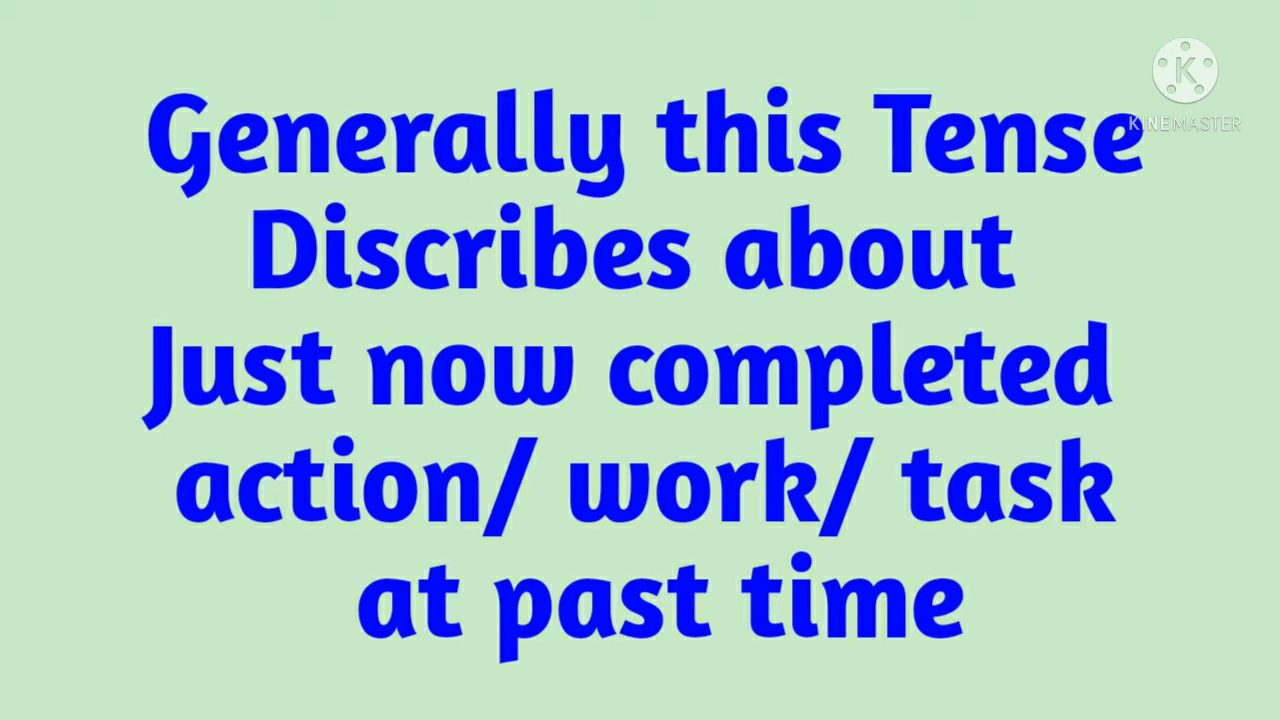 Generally this Tense
KINEMASTER
Discribes about
Just now completed
action/ work/ task
at past time